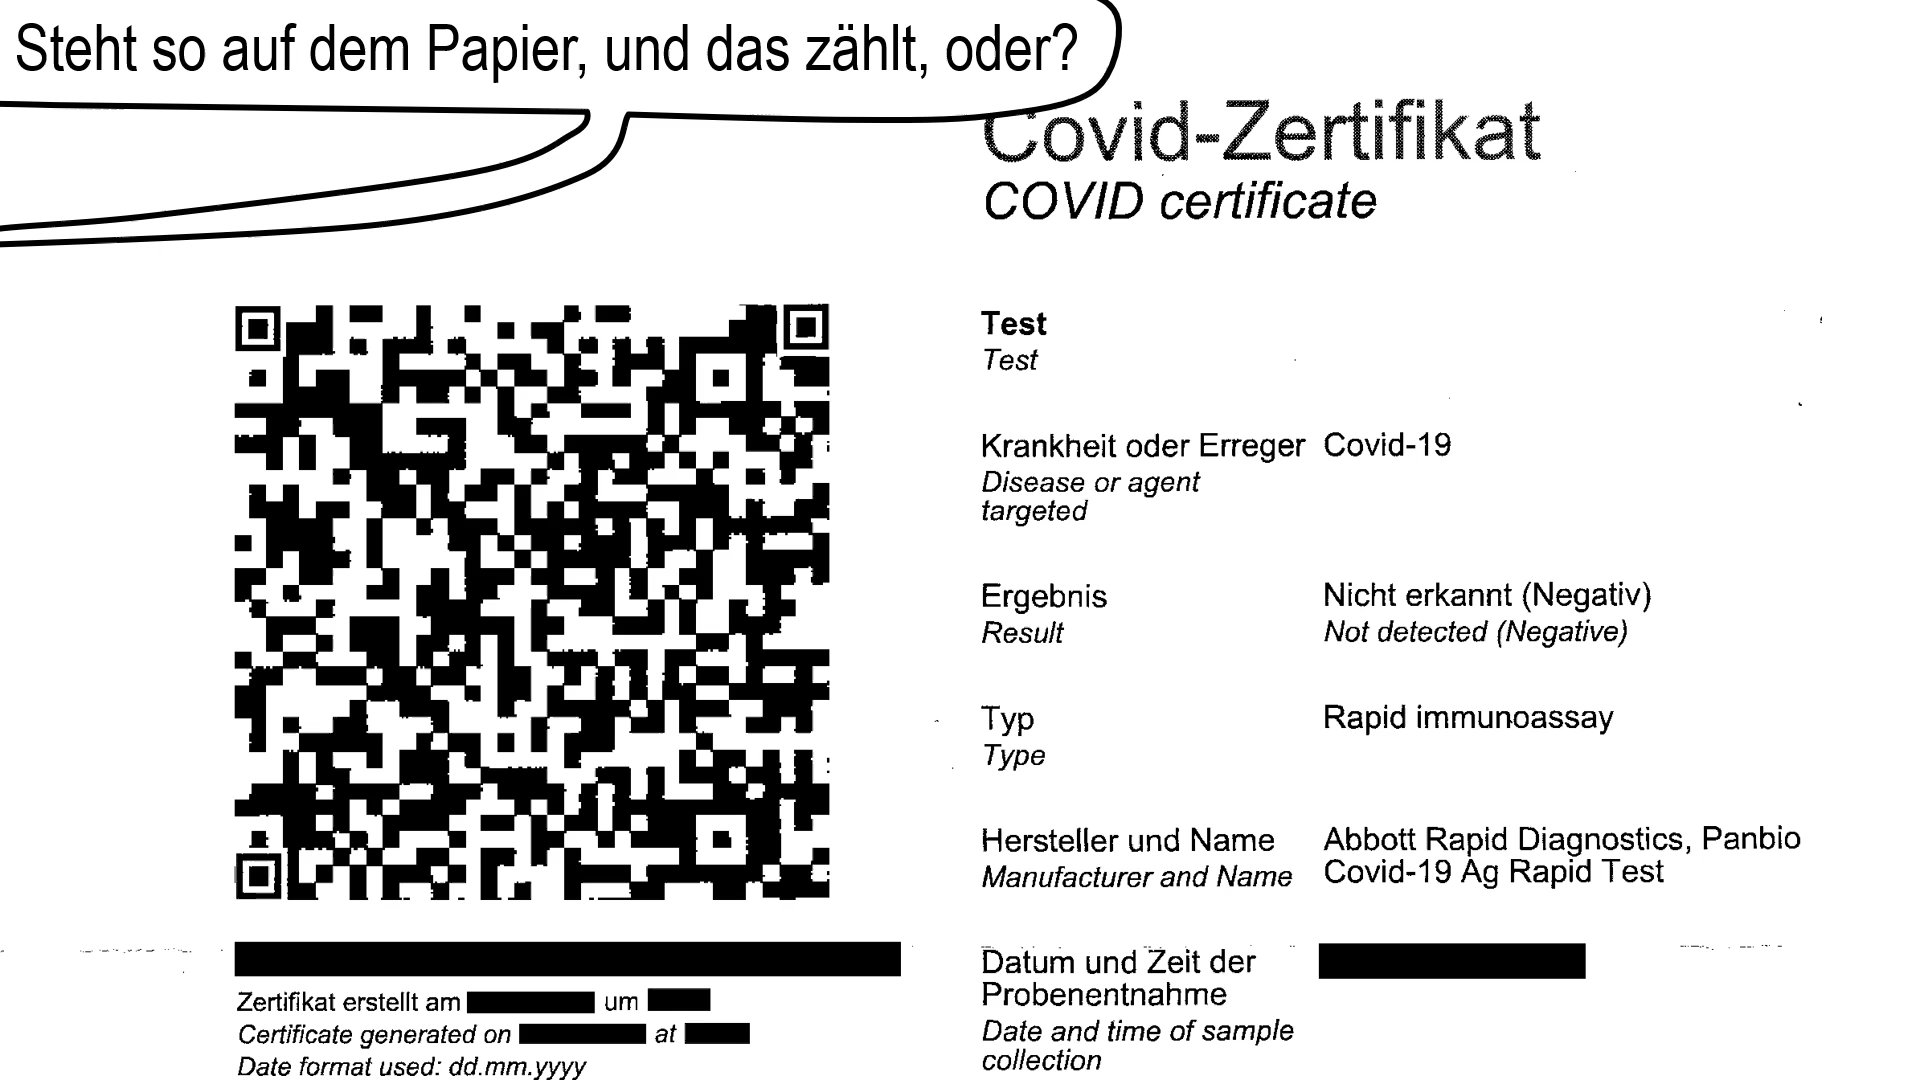 Steht so auf dem Papier, und das zählt, oder?
Covid-Zertifikat
COVID certificate
Test
Test
Krankheit oder Erreger Covid-19
Disease or agent
targeted
Ergebnis Nicht erkannt (Negativ)
Result Not detected (Negative)
Typ Rapid immunoassay
Type
Hersteller und Name Abbott Rapid Diagnostics, Panbio
Manufacturer and Name Covid-19 Ag Rapid Test
Datum und Zeit der
Probenentnahme
Date and time of sample
collection
Zertifikat erstellt am um
Certificate generated on at
Date format used: dd.mm.yyyy